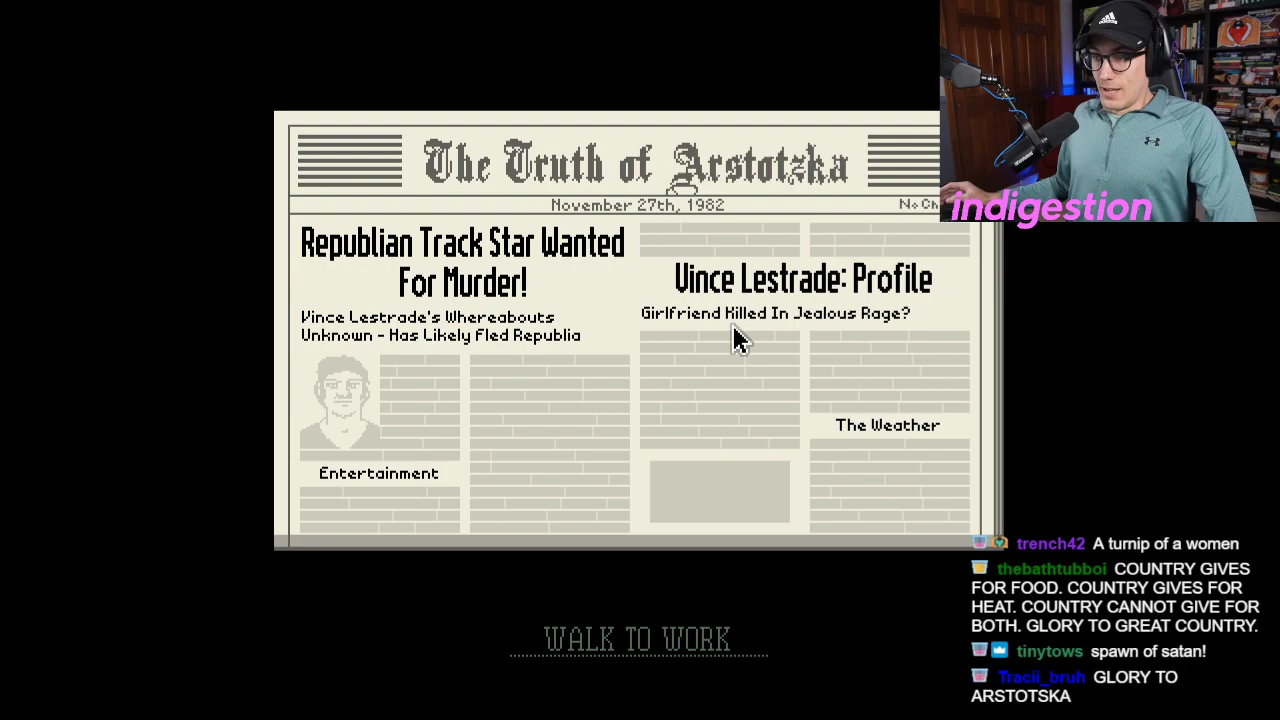 The Truth of Arstotzka
November 27th, 1982
No Ch
indigestion
Republian Track Star Wanted
For Murder!
Vince Lestrade's Whereabouts
Unknown - Has Likely Fled Republia
Entertainment
Vince Lestrade: Profile
Girlfriend Killed In Jealous Rage?
The Weather
WALK TO WORK
trench42 A turnip of a women
thebathtubboi COUNTRY GIVES
FOR FOOD. COUNTRY GIVES FOR
HEAT. COUNTRY CANNOT GIVE FOR
BOTH. GLORY TO GREAT COUNTRY.
tinytows spawn of satan!
Tracii_bruh GLORY TO
ARSTOTSKA